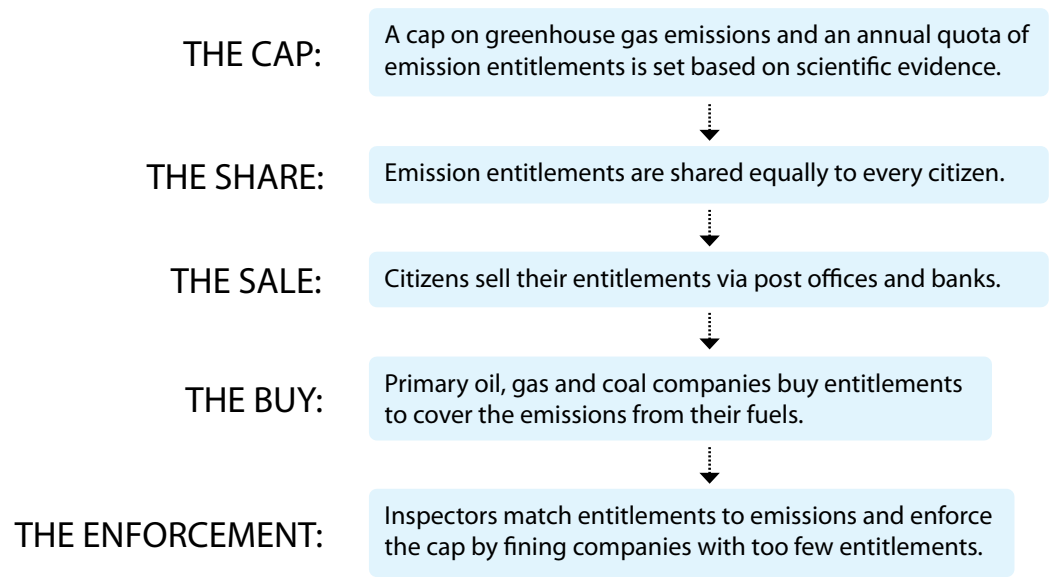 THE CAP:
A cap on greenhouse gas emissions and an annual quota of
emission entitlements is set based on scientific evidence.
THE SHARE:
Emission entitlements are shared equally to every citizen.
THE SALE:
Citizens sell their entitlements via post offices and banks.
THE BUY:
Primary oil, gas and coal companies buy entitlements
to cover the emissions from their fuels.
THE ENFORCEMENT:
Inspectors match entitlements to emissions and enforce
the cap by fining companies with too few entitlements.